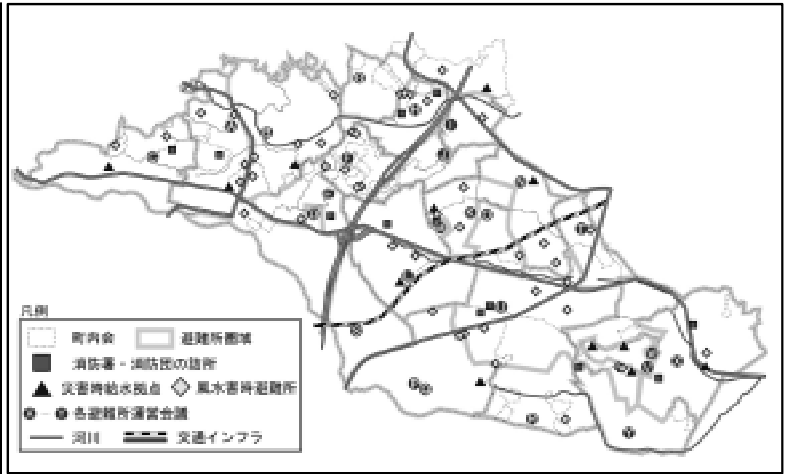 凡例
町内会 避難所圏域
消防署・消防団の詰所
災害時給水拠点 風水害時避難所
各避難所運営会議
河川 交通インフラ